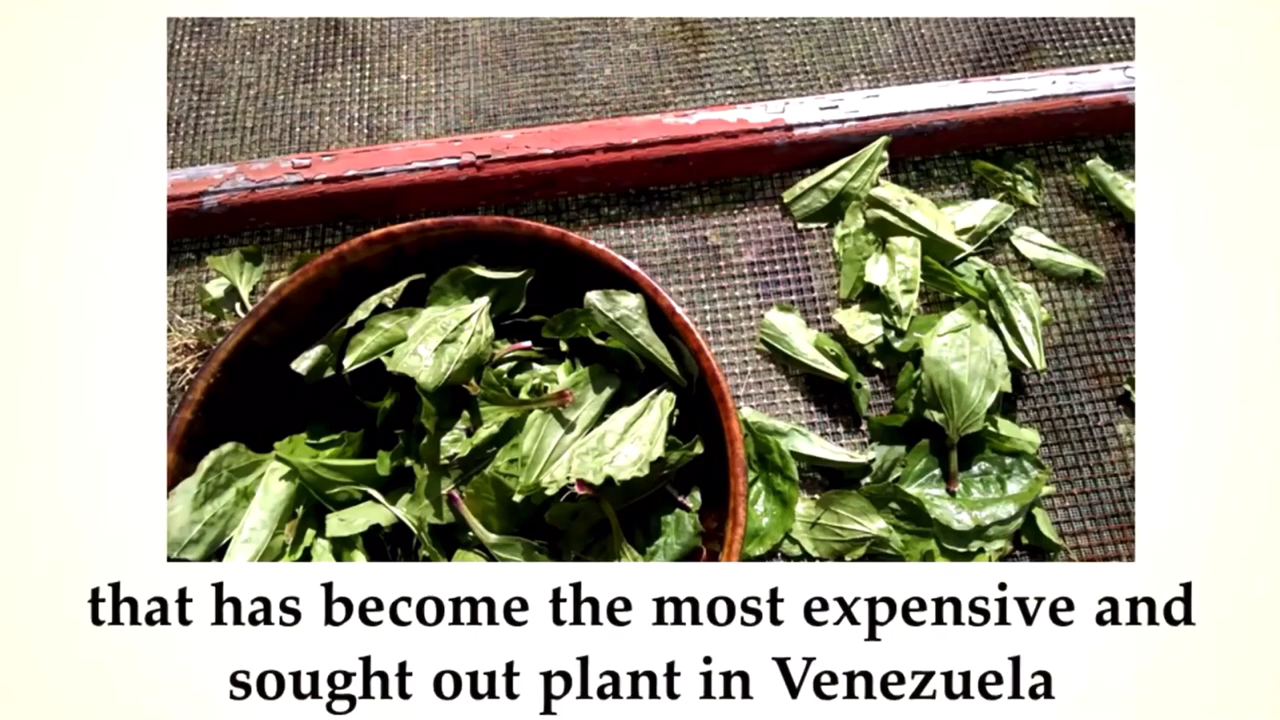 that has become the most expensive and
sought out plant in Venezuela